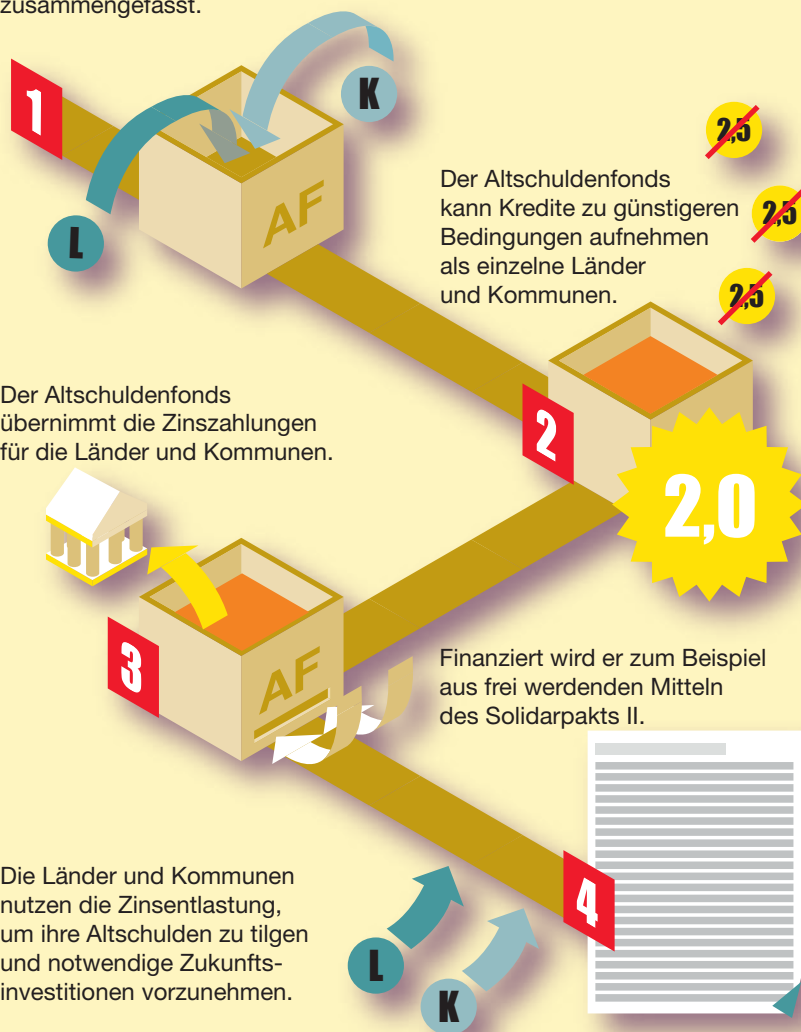 zusammengefasst.
1
K
L
AF
2,5
Der Altschuldenfonds
kann Kredite zu günstigeren
Bedingungen aufnehmen
als einzelne Länder
und Kommunen.
2,5
2,5
2
2,0
Der Altschuldenfonds
übernimmt die Zinszahlungen
für die Länder und Kommunen.
3
AF
Finanziert wird er zum Beispiel
aus frei werdenden Mitteln
des Solidarpakts II.
Die Länder und Kommunen
nutzen die Zinsentlastung,
um ihre Altschulden zu tilgen
und notwendige Zukunfts-
investitionen vorzunehmen.
L
K
4